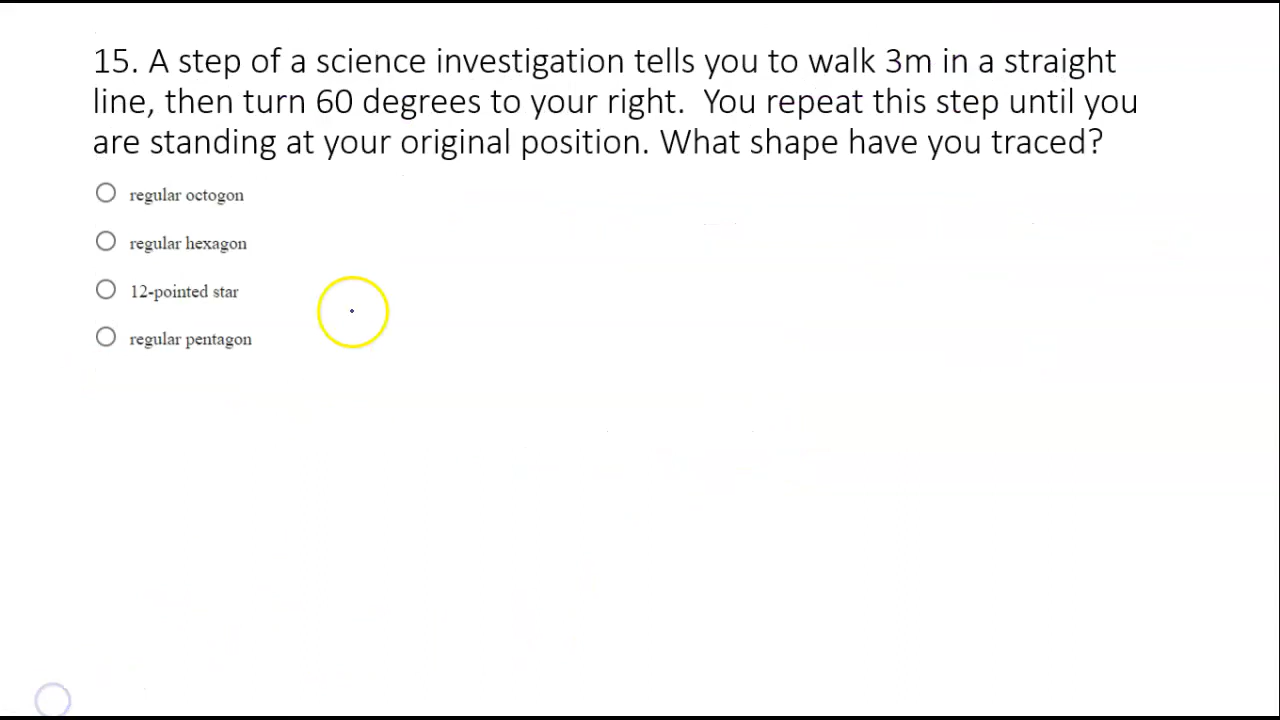 15. A step of a science investigation tells you to walk 3m in a straight
line, then turn 60 degrees to your right.  You repeat this step until you
are standing at your original position. What shape have you traced?
regular octogon
regular hexagon
12-pointed star
regular pentagon